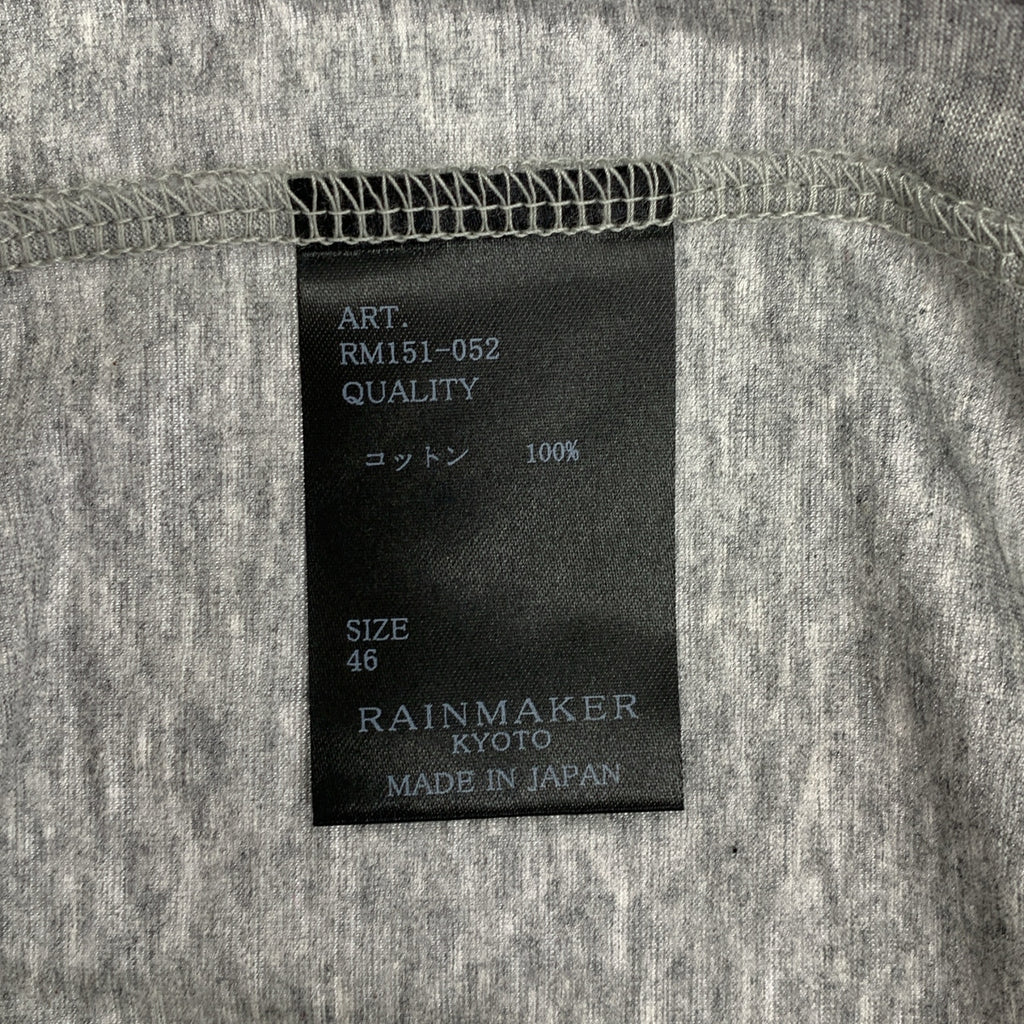 ART.
RM151-052
QUALITY
コットン 100%
SIZE
46
RAINMAKER
KYOTO
MADE IN JAPAN